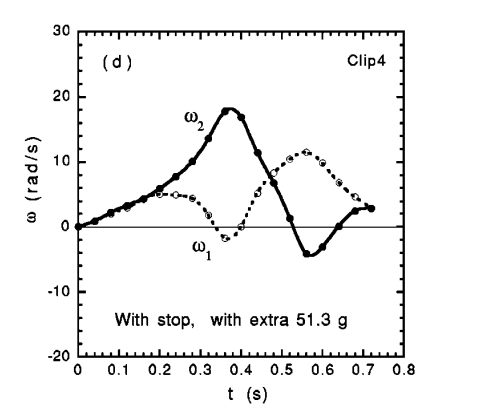 30
(d)
Clip4
20
ω2
10
ω (rad/s)
0
ω1
-10
With stop, with extra 51.3 g
-20
0 0.1 0.2 0.3 0.4 0.5 0.6 0.7 0.8
t (s)